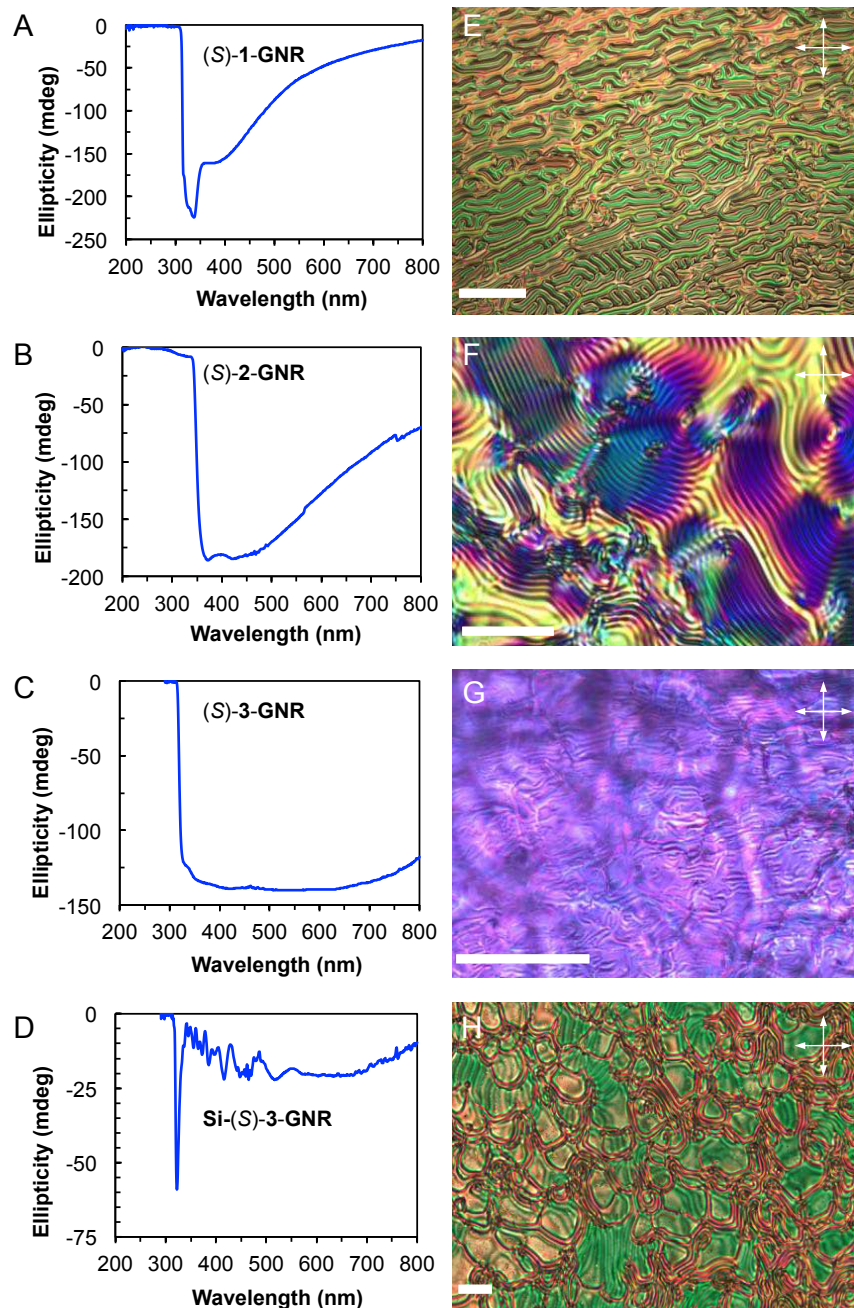 A
0
-50
-100
-150
-200
-250
Ellipticity (mdeg)
(S)-1-GNR
200 300 400 500 600 700 800
Wavelength (nm)
E
B
0
-50
-100
-150
-200
Ellipticity (mdeg)
(S)-2-GNR
200 300 400 500 600 700 800
Wavelength (nm)
F
C
0
-50
-100
-150
Ellipticity (mdeg)
(S)-3-GNR
200 300 400 500 600 700 800
Wavelength (nm)
G
D
0
-25
-50
-75
Ellipticity (mdeg)
Si-(S)-3-GNR
200 300 400 500 600 700 800
Wavelength (nm)
H